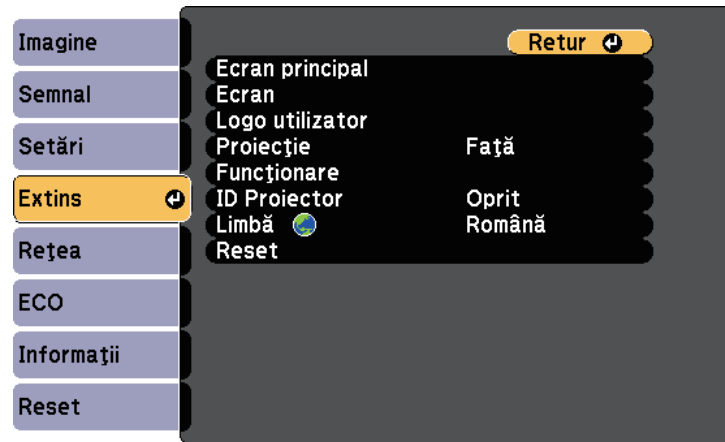 Imagine
Semnal
Setări
Extins
Reţea
ECO
Informaţii
Reset
Retur
Ecran principal
Ecran
Logo utilizator
Proiecţie Faţă
Funcţionare
ID Proiector Oprit
Limbă Română
Reset